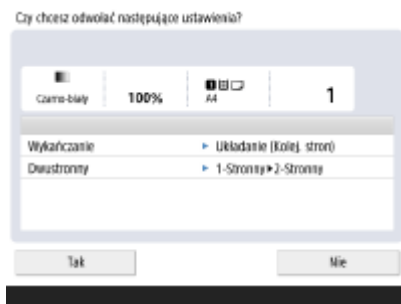 Czy chcesz odwołać następujące ustawienia?
Czarno-biały
100%
1
A4
1
Wykańczanie ▶ Układanie (Kolej. stron)
Dwustronny ▶ 1-Stronny▶2-Stronny
Tak
Nie